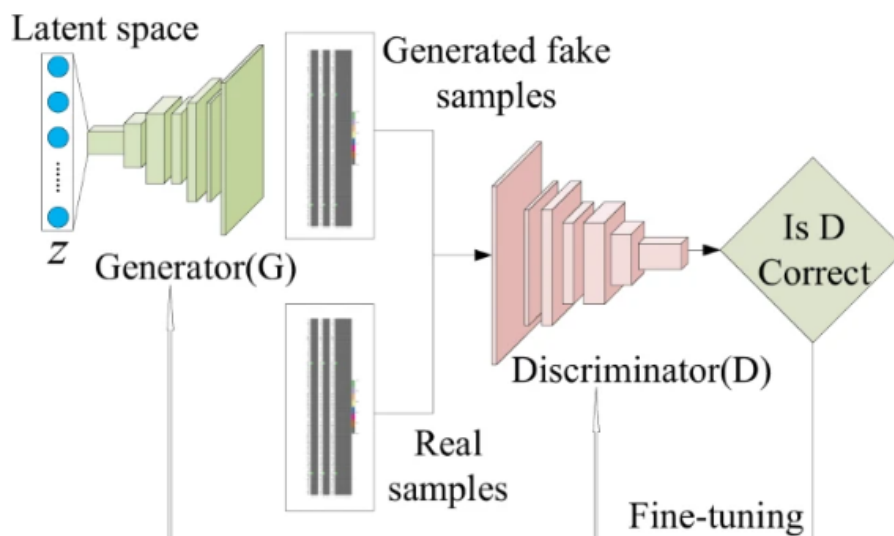 Latent space
Generated fake
samples
......
z
Generator(G)
Is D
Correct
Discriminator(D)
Real
samples
Fine-tuning